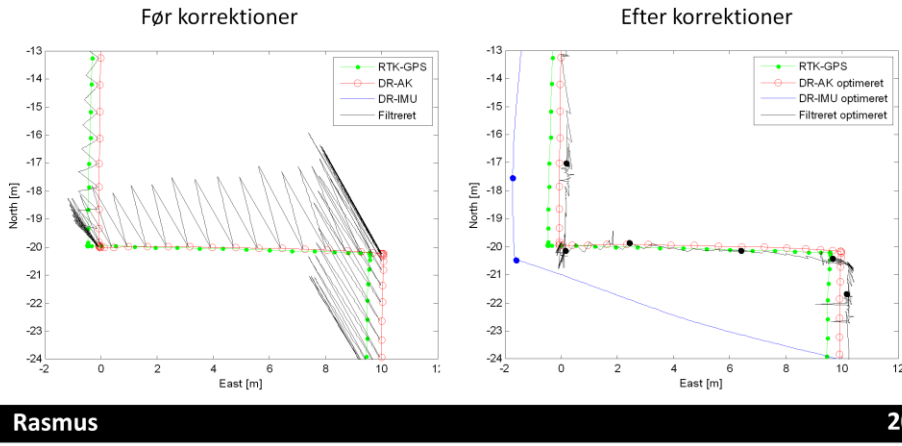 Før korrektioner
Efter korrektioner
-13
-14
-15
-16
-17
-18
-19
-20
-21
-22
-23
-24
North [m]
-2
0
2
4
6
8
10
12
East [m]
RTK-GPS
DR-AK
DR-IMU
Filtreret
-13
-14
-15
-16
-17
-18
-19
-20
-21
-22
-23
-24
North [m]
-2
0
2
4
6
8
10
12
East [m]
RTK-GPS
DR-AK optimeret
DR-IMU optimeret
Filtreret optimeret
Rasmus